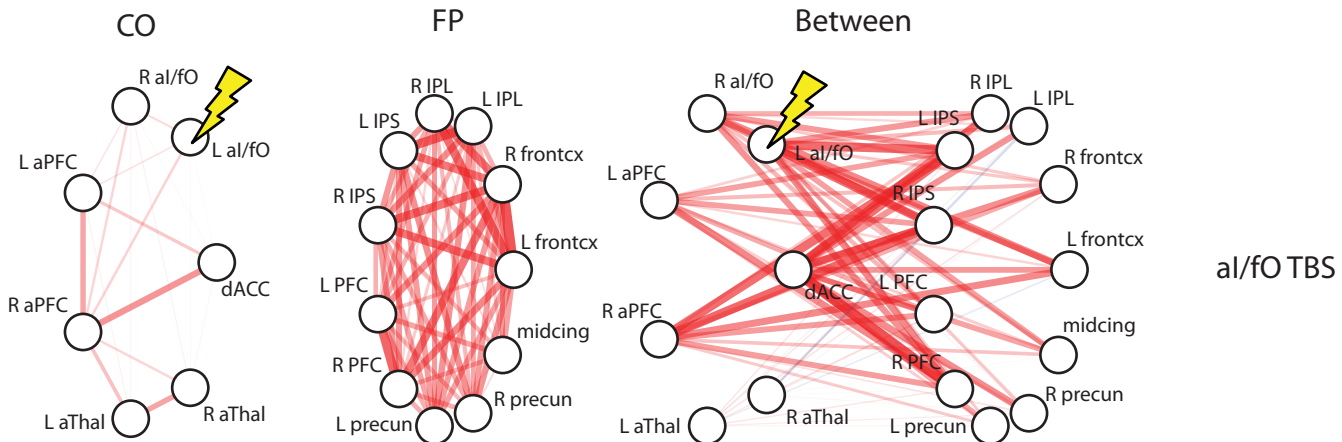 CO
FP
Between
R aI/fO
L aI/fO
L aPFC
dACC
R aPFC
R aThal
L aThal
R IPL
L IPL
L IPS
R frontcx
R IPS
L frontcx
L PFC
midcing
R PFC
R precun
L precun
R aI/fO
R IPL
L IPL
L IPS
L aI/fO
R frontcx
L aPFC
R IPS
L frontcx
dACC
L PFC
R aPFC
midcing
R PFC
R precun
L aThal
R aThal
L precun
aI/fO TBS